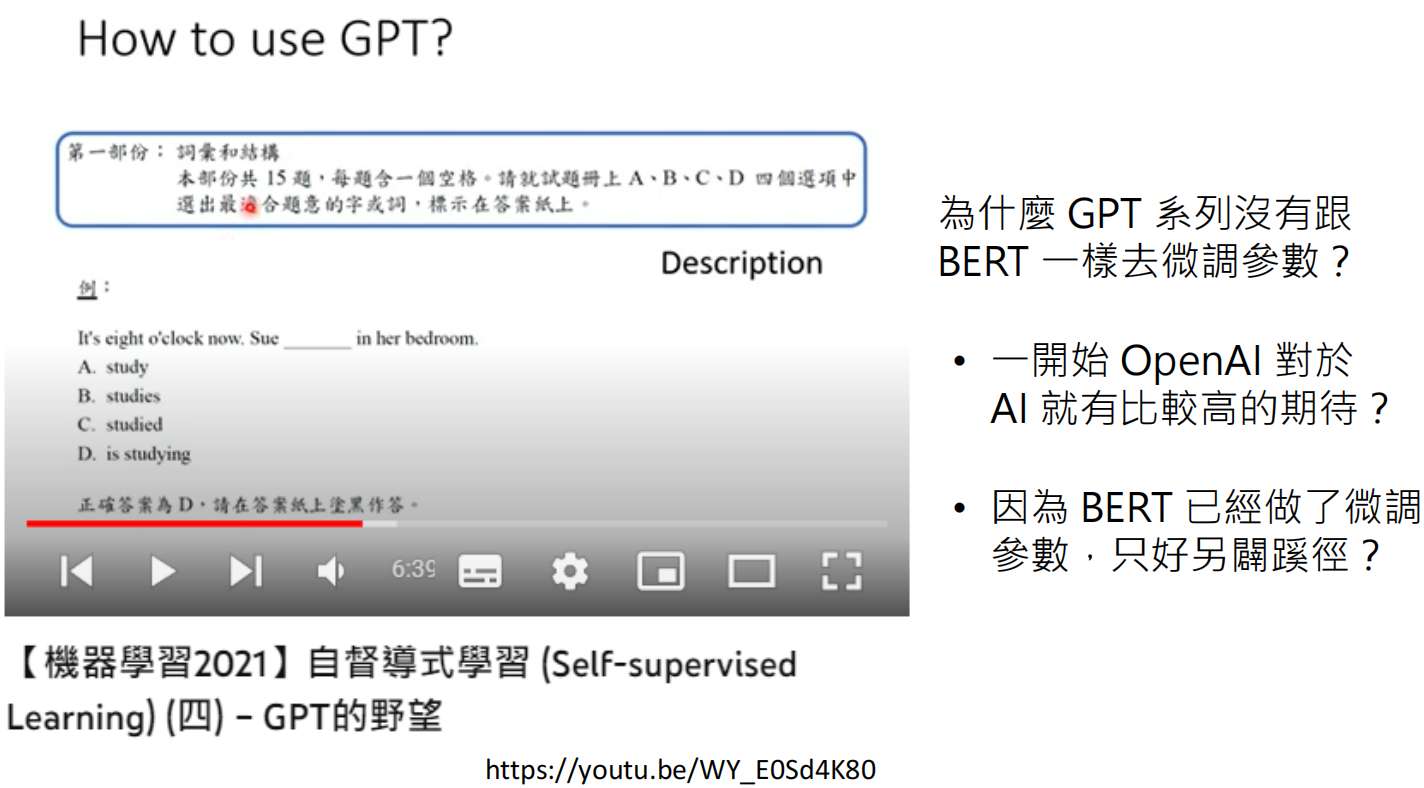 How to use GPT?
第一部份： 詞彙和結構
本部份共 15 題，每題含一個空格。請就試題冊上 A、B、C、D 四個選項中
選出最適合題意的字或詞，標示在答案紙上。
Description
例：
It's eight o'clock now. Sue _______ in her bedroom.
A. study
B. studies
C. studied
D. is studying
正確答案為 D，請在答案紙上塗黑作答。
6:39
【機器學習2021】自督導式學習 (Self-supervised
Learning) (四) – GPT的野望
https://youtu.be/WY_E0Sd4K80
為什麼 GPT 系列沒有跟
BERT 一樣去微調參數？
• 一開始 OpenAI 對於
AI 就有比較高的期待？
• 因為 BERT 已經做了微調
參數，只好另闢蹊徑？